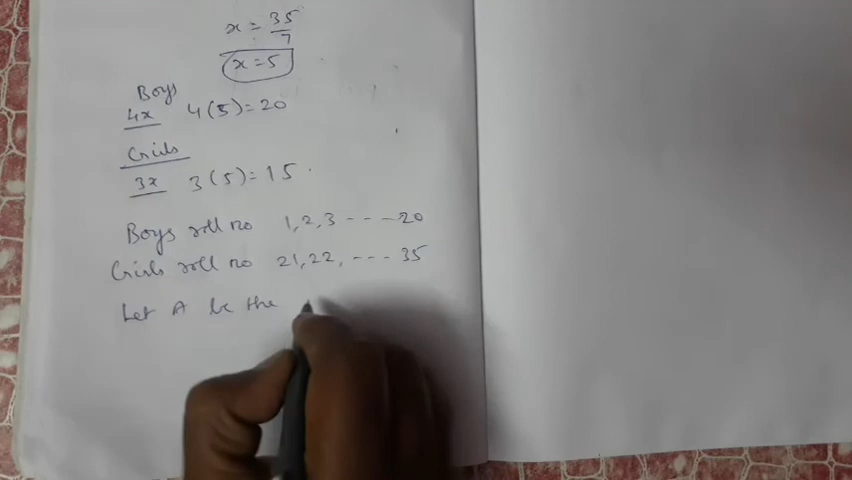 x = 35/7
x = 5
Boys
4x 4(5)=20
Girls
3x 3(5)=15.
Boys roll no 1,2,3 ---- 20
Girls roll no 21,22, ---- 35
Let A be the